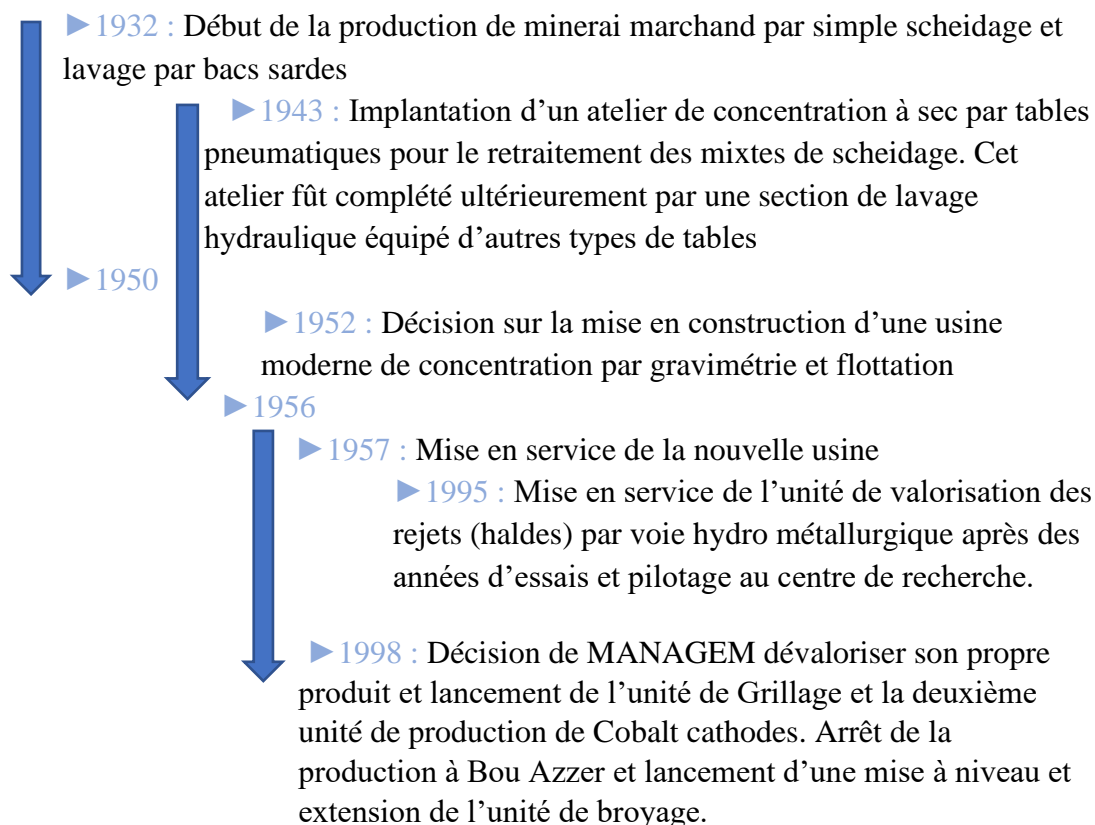 ►1932 : Début de la production de minerai marchand par simple scheidage et
lavage par bacs sardes
►1943 : Implantation d’un atelier de concentration à sec par tables
pneumatiques pour le retraitement des mixtes de scheidage. Cet
atelier fût complété ultérieurement par une section de lavage
hydraulique équipé d’autres types de tables
►1950
►1952 : Décision sur la mise en construction d’une usine
moderne de concentration par gravimétrie et flottation
►1956
►1957 : Mise en service de la nouvelle usine
►1995 : Mise en service de l’unité de valorisation des
rejets (haldes) par voie hydro métallurgique après des
années d’essais et pilotage au centre de recherche.
►1998 : Décision de MANAGEM dévaloriser son propre
produit et lancement de l’unité de Grillage et la deuxième
unité de production de Cobalt cathodes. Arrêt de la
production à Bou Azzer et lancement d’une mise à niveau et
extension de l’unité de broyage.